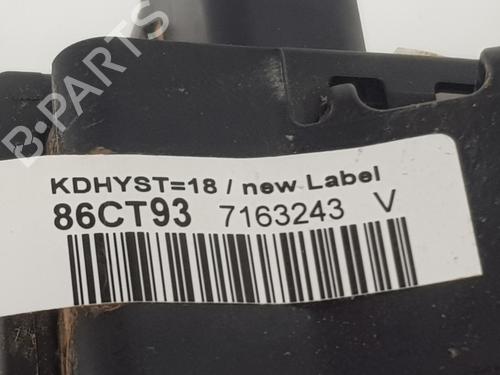 B-PARTS
KDHYST=18 / new Label
86CT93 7163243 V